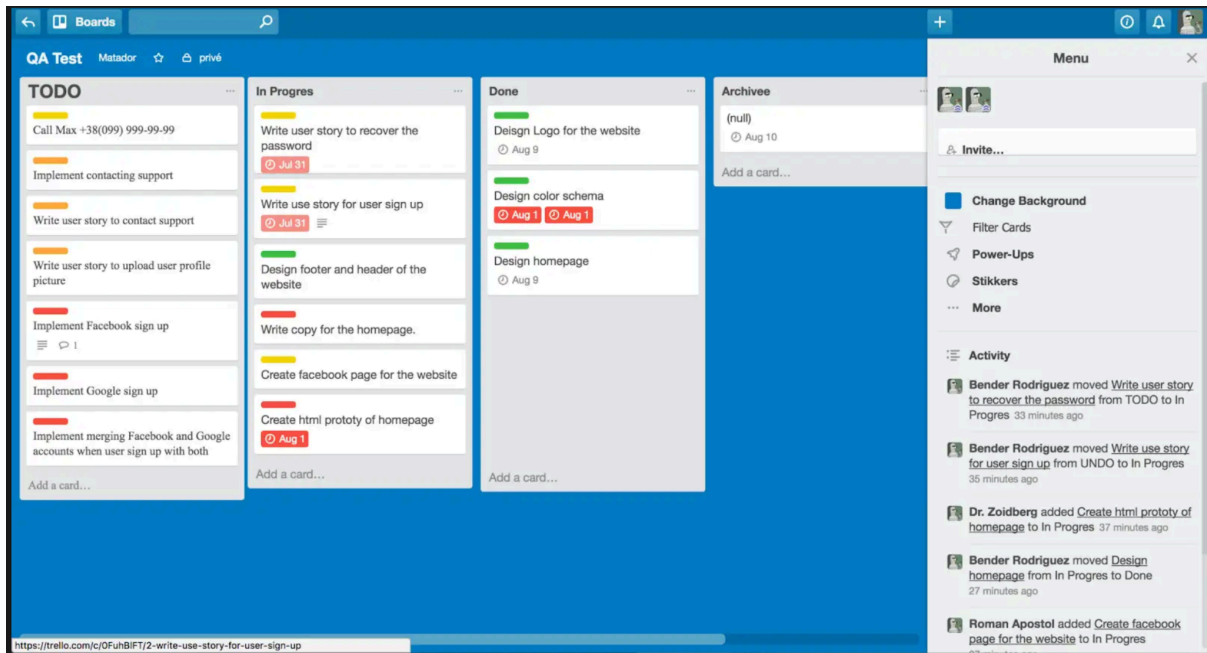 Boards
QA Test Matador privé
TODO
Call Max +38(099) 999-99-99
Implement contacting support
Write user story to contact support
Write user story to upload user profile
picture
Implement Facebook sign up
1
Implement Google sign up
Implement merging Facebook and Google
accounts when user sign up with both
Add a card...
In Progres
Write user story to recover the
password
Jul 31
Write use story for user sign up
Jul 31
Design footer and header of the
website
Write copy for the homepage.
Create facebook page for the website
Create html prototy of homepage
Aug 1
Add a card...
Done
Deisgn Logo for the website
Aug 9
Design color schema
Aug 1 Aug 1
Design homepage
Aug 9
Add a card...
Archivee
(null)
Aug 10
Add a card...
Menu
Invite...
Change Background
Filter Cards
Power-Ups
Stikkers
More
Activity
Bender Rodriguez moved Write user story
to recover the password from TODO to In
Progres 33 minutes ago
Bender Rodriguez moved Write use story
for user sign up from UNDO to In Progres
35 minutes ago
Dr. Zoidberg added Create html prototy of
homepage to In Progres 37 minutes ago
Bender Rodriguez moved Design
homepage from In Progres to Done
27 minutes ago
Roman Apostol added Create facebook
page for the website to In Progres
https://trello.com/c/0FuhBlFT/2-write-use-story-for-user-sign-up